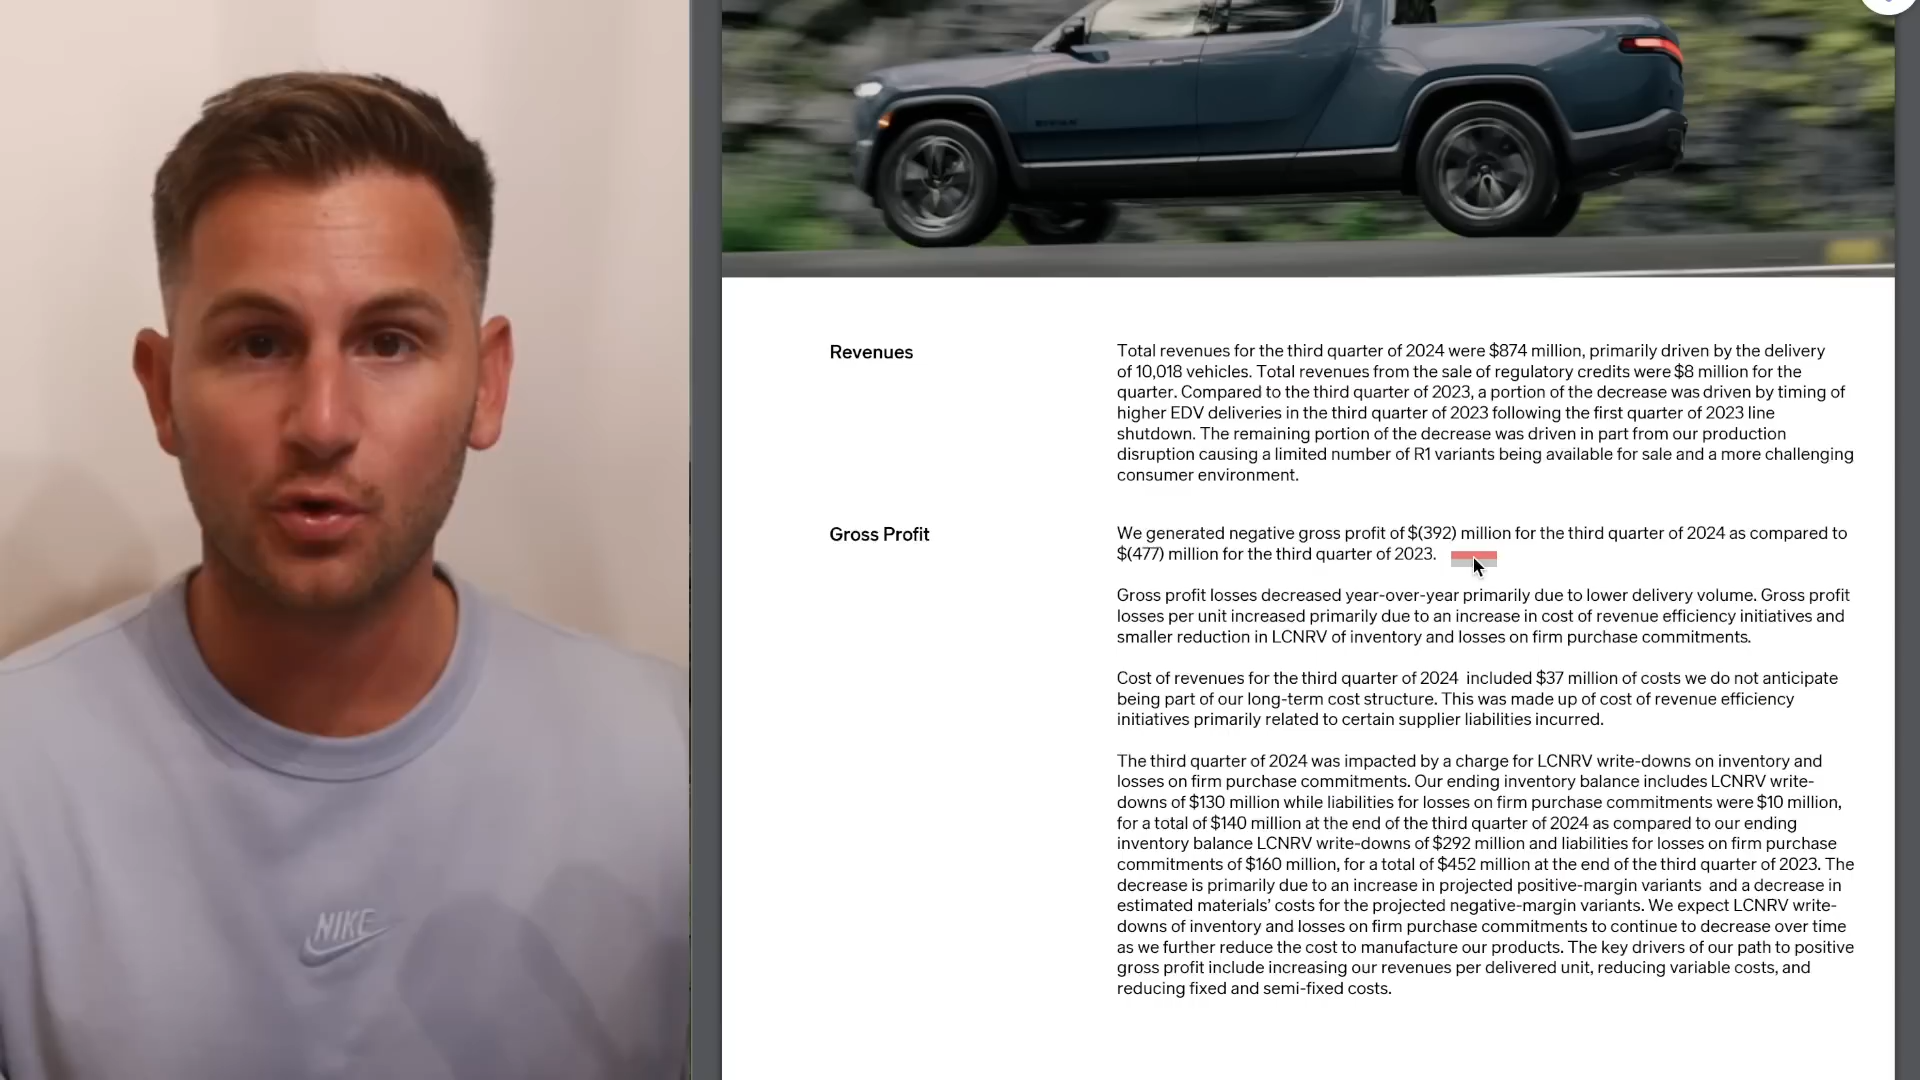 Revenues
Total revenues for the third quarter of 2024 were $874 million, primarily driven by the delivery
of 10,018 vehicles. Total revenues from the sale of regulatory credits were $8 million for the
quarter. Compared to the third quarter of 2023, a portion of the decrease was driven by timing of
higher EDV deliveries in the third quarter of 2023 following the first quarter of 2023 line
shutdown. The remaining portion of the decrease was driven in part from our production
disruption causing a limited number of R1 variants being available for sale and a more challenging
consumer environment.
Gross Profit
We generated negative gross profit of $(392) million for the third quarter of 2024 as compared to
$(477) million for the third quarter of 2023.
Gross profit losses decreased year-over-year primarily due to lower delivery volume. Gross profit
losses per unit increased primarily due to an increase in cost of revenue efficiency initiatives and
smaller reduction in LCNRV of inventory and losses on firm purchase commitments.
Cost of revenues for the third quarter of 2024 included $37 million of costs we do not anticipate
being part of our long-term cost structure. This was made up of cost of revenue efficiency
initiatives primarily related to certain supplier liabilities incurred.
The third quarter of 2024 was impacted by a charge for LCNRV write-downs on inventory and
losses on firm purchase commitments. Our ending inventory balance includes LCNRV write-
downs of $130 million while liabilities for losses on firm purchase commitments were $10 million,
for a total of $140 million at the end of the third quarter of 2024 as compared to our ending
inventory balance LCNRV write-downs of $292 million and liabilities for losses on firm purchase
commitments of $160 million, for a total of $452 million at the end of the third quarter of 2023. The
decrease is primarily due to an increase in projected positive-margin variants and a decrease in
estimated materials’ costs for the projected negative-margin variants. We expect LCNRV write-
downs of inventory and losses on firm purchase commitments to continue to decrease over time
as we further reduce the cost to manufacture our products. The key drivers of our path to positive
gross profit include increasing our revenues per delivered unit, reducing variable costs, and
reducing fixed and semi-fixed costs.
NIKE